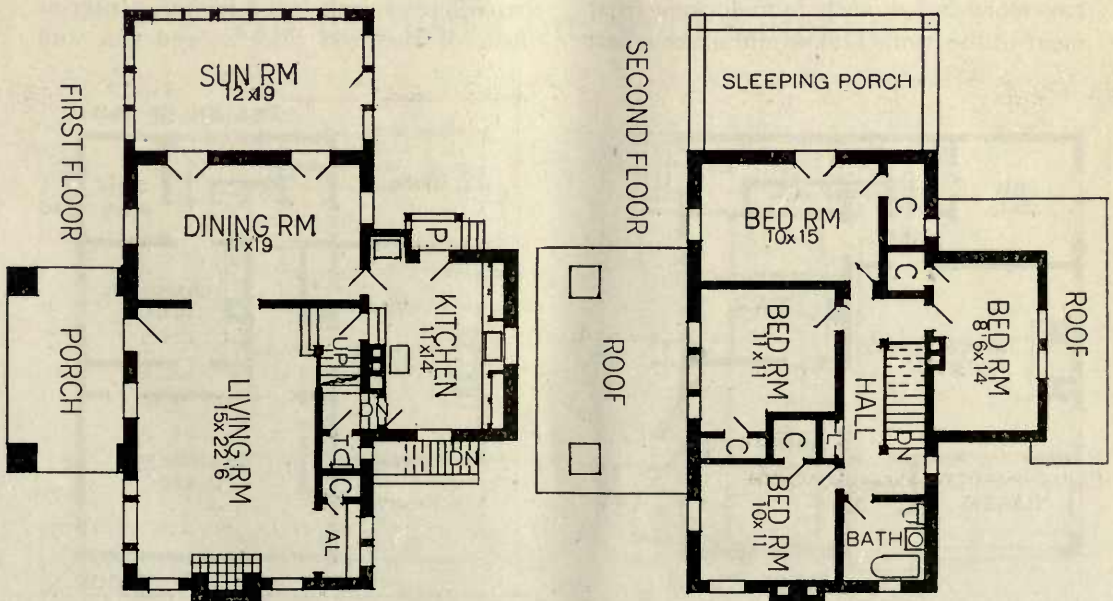 FIRST FLOOR
SUN RM
12x19
DINING RM
11x19
P
KITCHEN
11x14
UP
PORCH
LIVING RM
15x22'6
DN
T
C
DN
C
AL
SECOND FLOOR
SLEEPING PORCH
BED RM
10x15
C
C
BED RM
8'6x14
ROOF
ROOF
BED RM
11x11
HALL
DN
C
C
L
BED RM
10x11
BATH